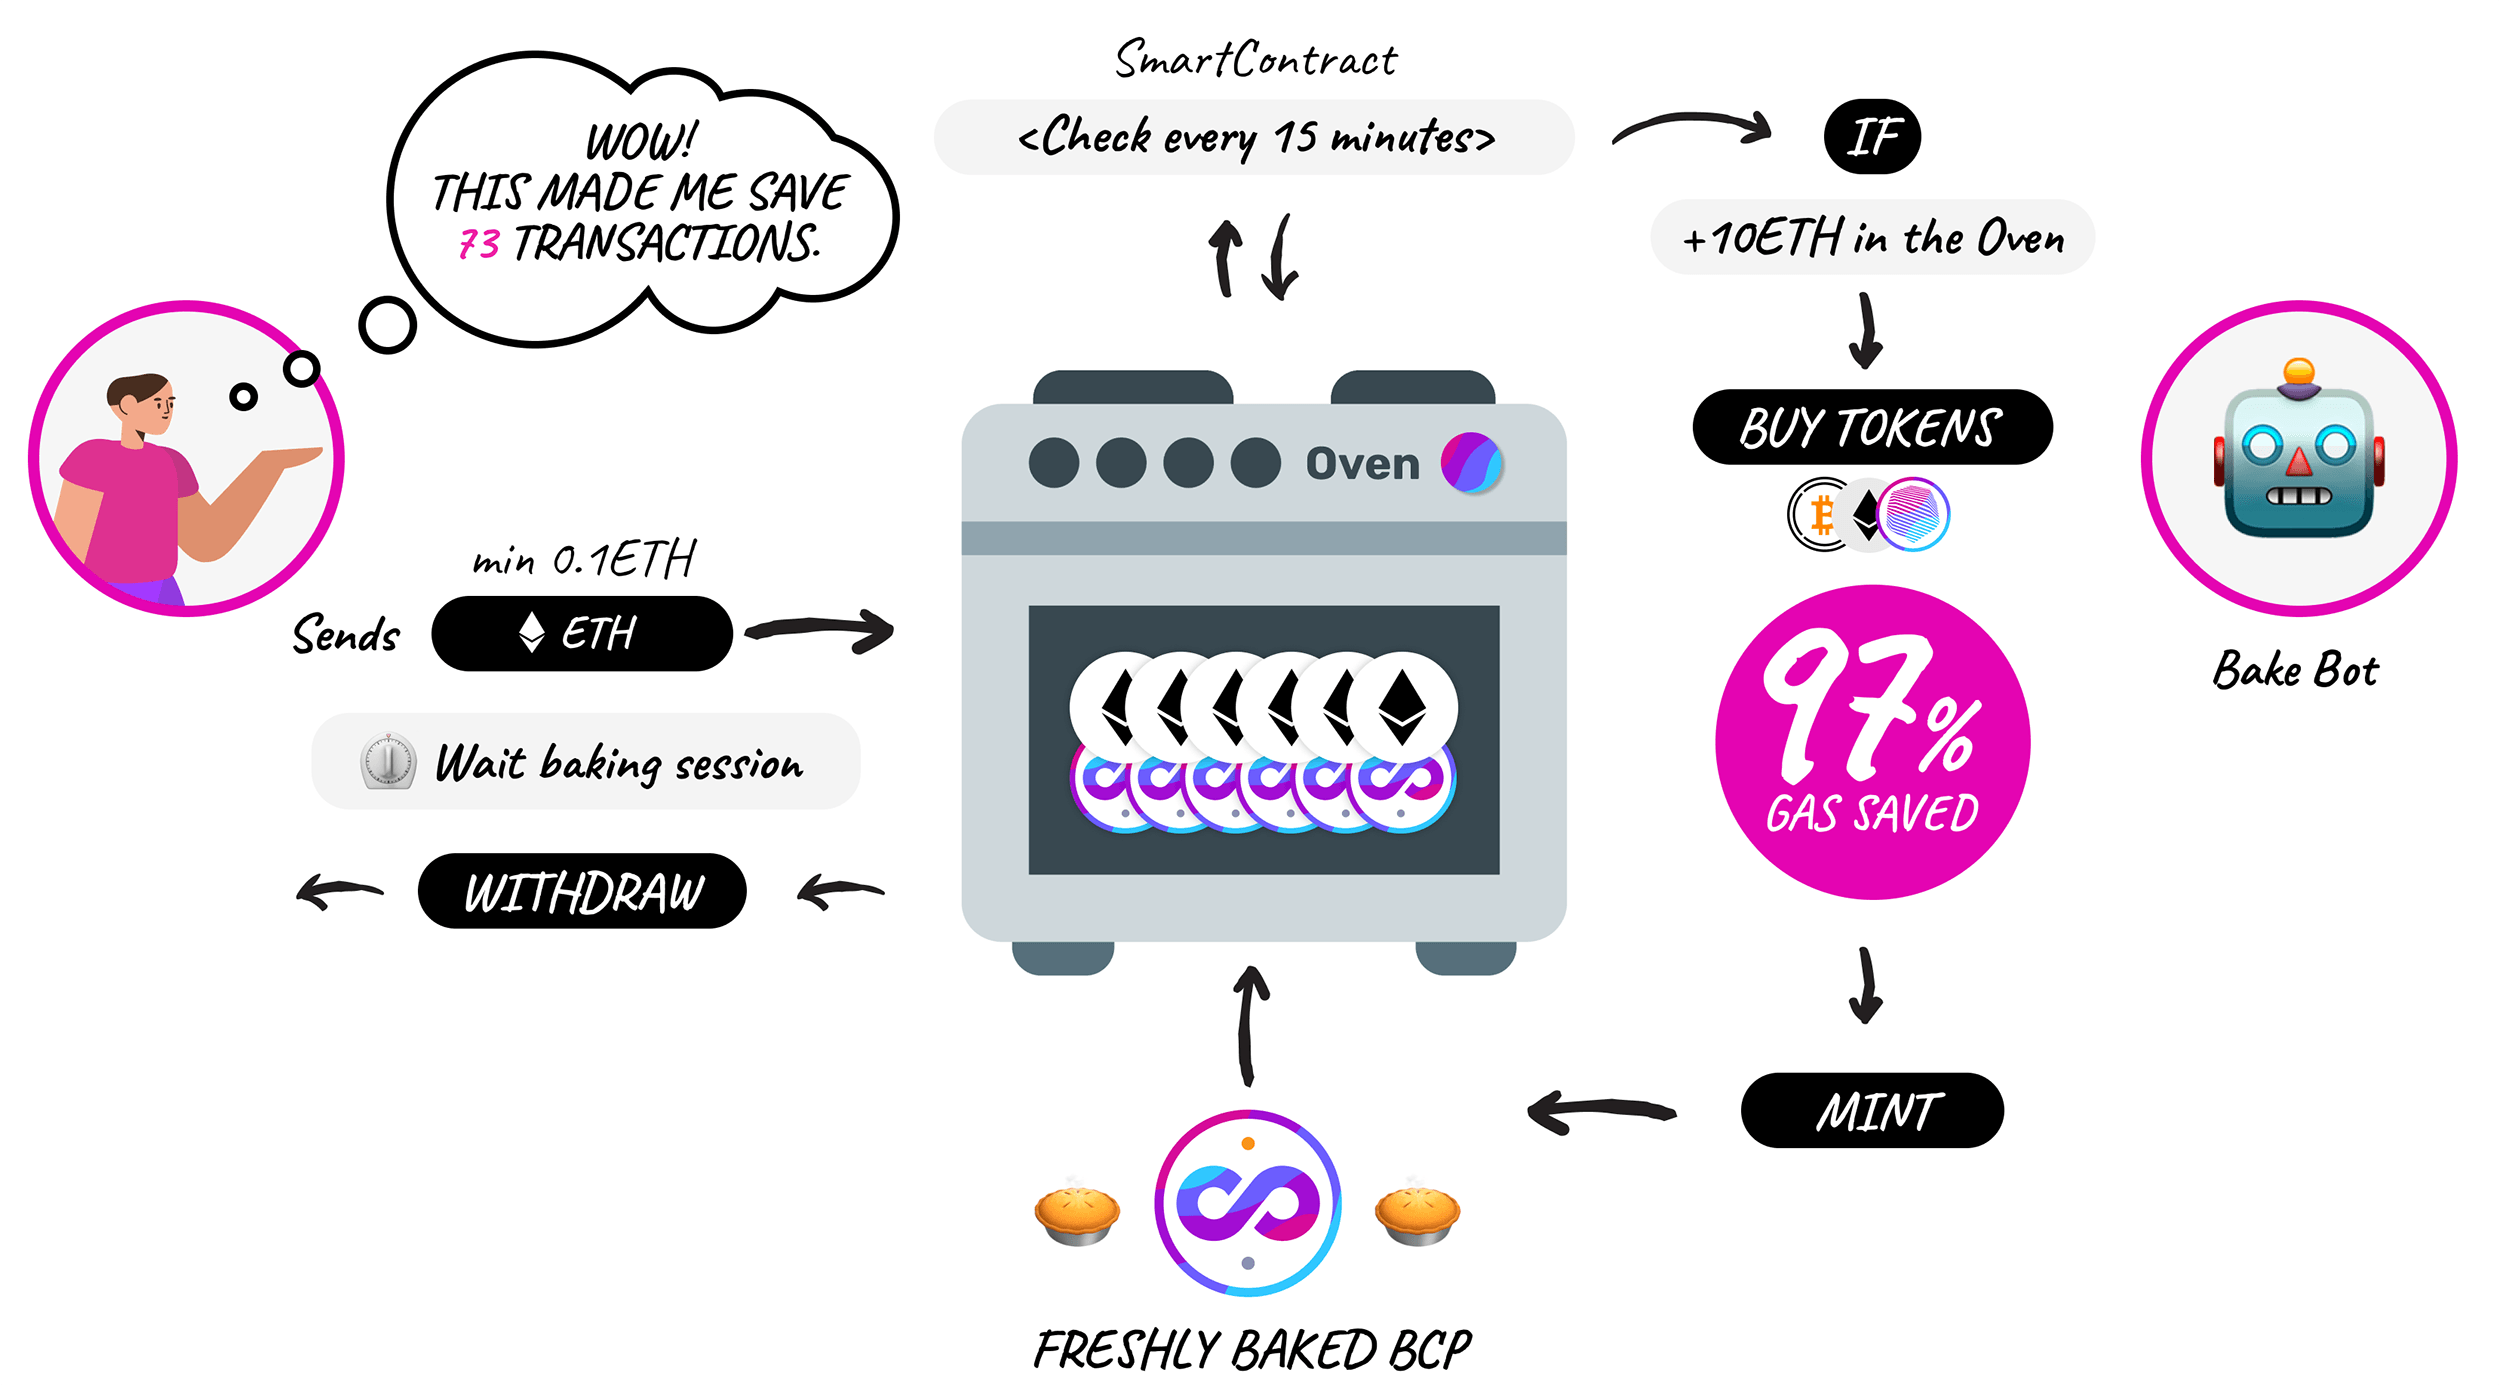 WOW!
THIS MADE ME SAVE
73 TRANSACTIONS.
Sends
min 0.1ETH
ETH
Wait baking session
WITHDRAW
SmartContract
<Check every 15 minutes>
Oven
IF
+10ETH in the Oven
BUY TOKENS
97%
GAS SAVED
Bake Bot
MINT
FRESHLY BAKED BCP